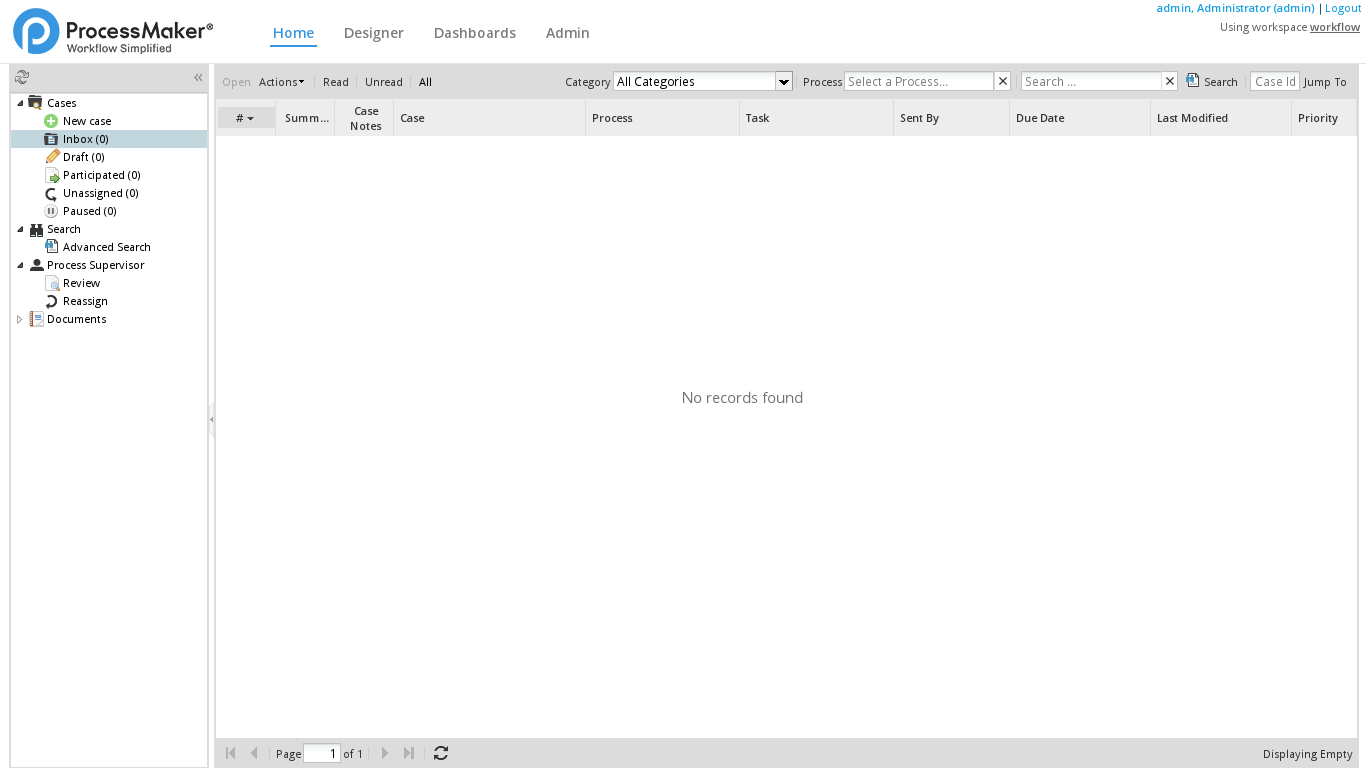 ProcessMaker®
Workflow Simplified
Home Designer Dashboards Admin
admin, Administrator (admin) | Logout
Using workspace workflow
Cases
New case
Inbox (0)
Draft (0)
Participated (0)
Unassigned (0)
Paused (0)
Search
Advanced Search
Process Supervisor
Review
Reassign
Documents
Open Actions Read Unread All Category All Categories Process Select a Process... Search ... Search Case Id Jump To
# Summ... Case Notes Case Process Task Sent By Due Date Last Modified Priority
No records found
Page 1 of 1
Displaying Empty